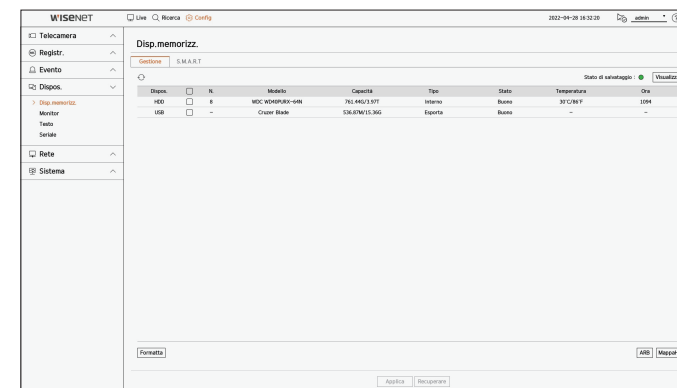 WISENET Live Ricerca Config 2022-04-28 16:32:20 admin
Telecamera
Registr.
Evento
Dispos.
> Disp.memorizz.
Monitor
Testo
Seriale
Rete
Sistema
Disp.memorizz.
Gestione S.M.A.R.T
Stato di salvataggio : Visualizz
Dispos. N. Modello Capacità Tipo Stato Temperatura Ora
HDD 8 WDC WD40PURX-64N 761.44G/3.97T Interno Buono 30°C/86°F 1094
USB - Cruzer Blade 536.87M/15.36G Esporta Buono - -
Formatta ARB Mappa
Applica Recuperare